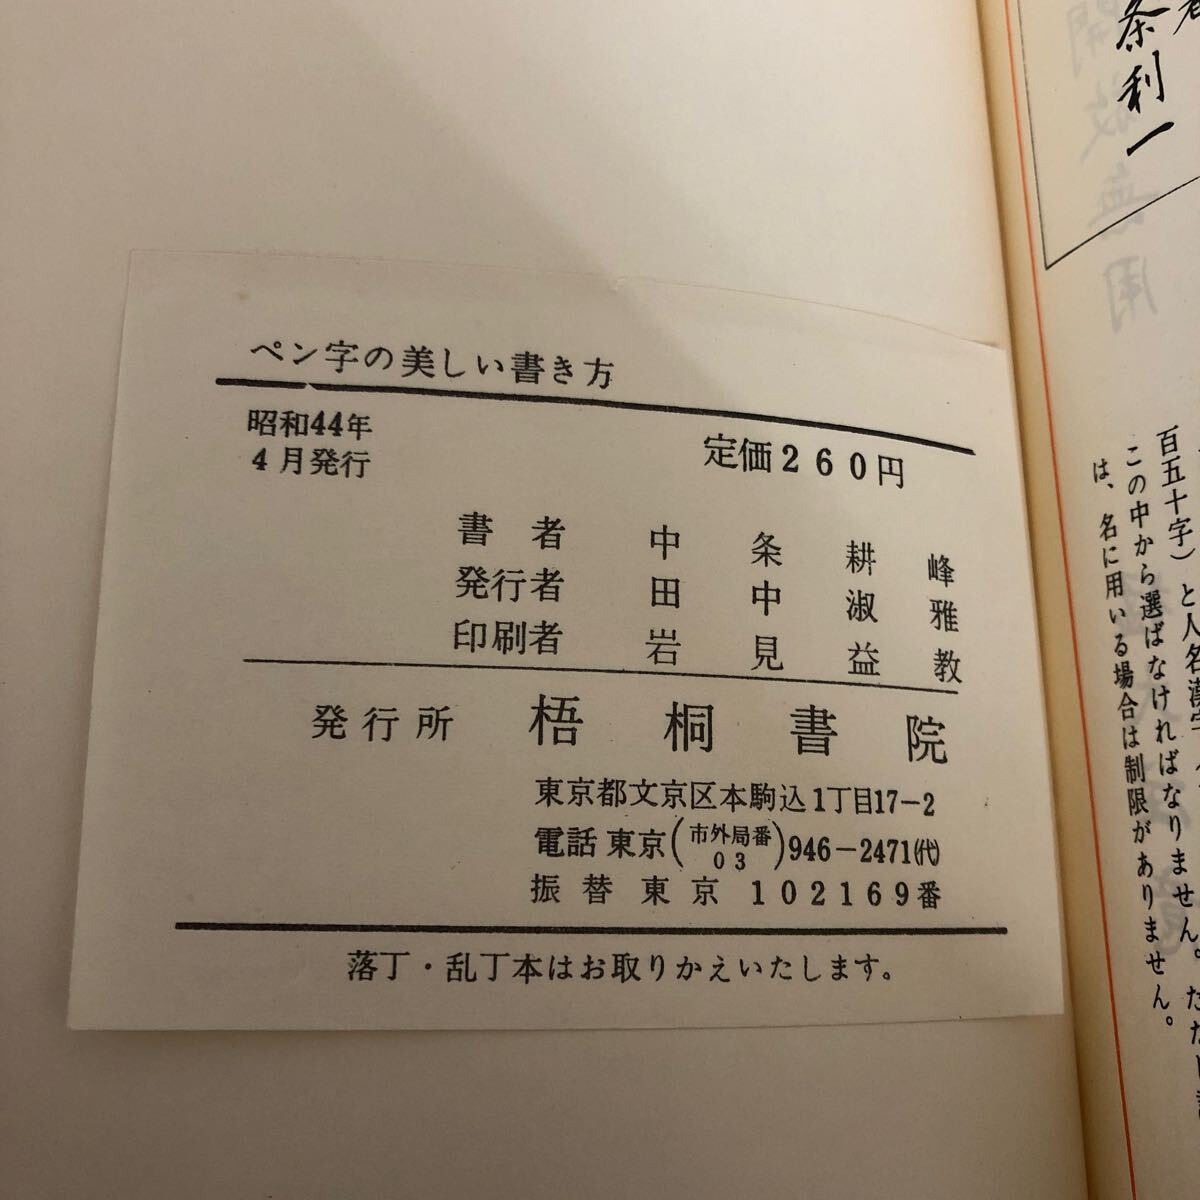 ペン字の美しい書き方
昭和44年
4月発行
定価260円
書者 中条耕峰
発行者 田中淑雅
印刷者 岩見益教
発行所 梧桐書院
東京都文京区本駒込1丁目17-2
電話 東京(市外局番03)946-2471(代)
振替 東京 102169番
落丁・乱丁本はお取りかえいたします。
条利一
百五十字)と人名漢字
この中から選ばなければなりません。ただし
は、名に用いる場合は制限がありません。